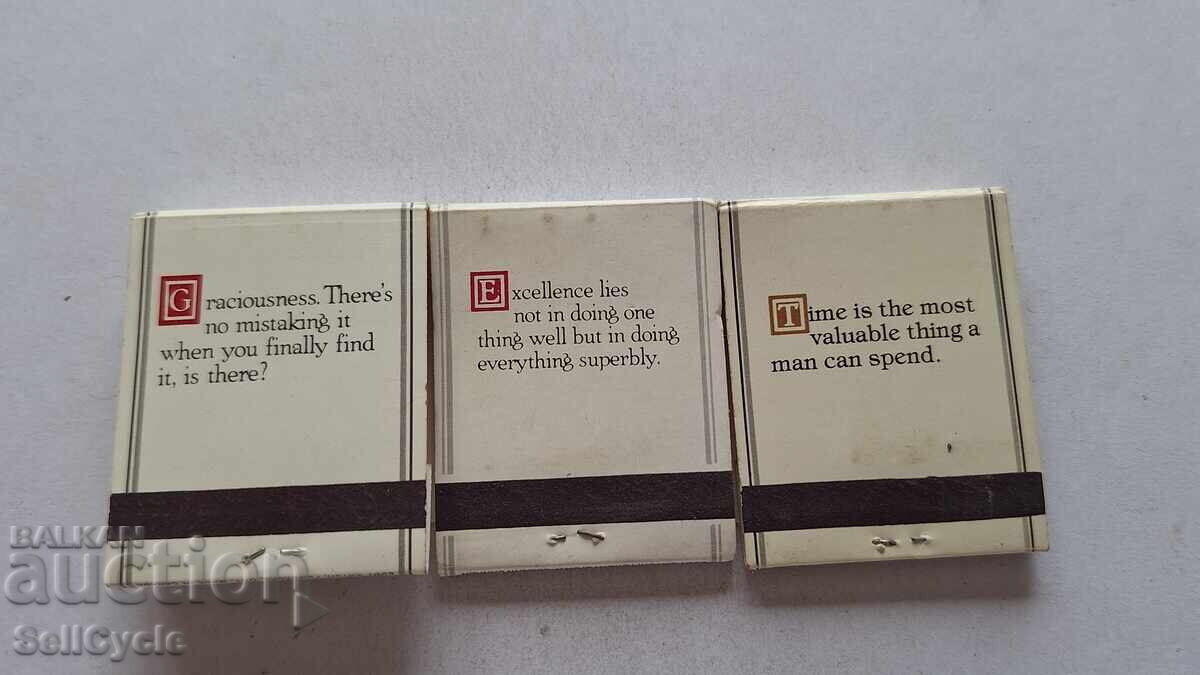 Graciousness. There's
no mistaking it
when you finally find
it, is there?
Excellence lies
not in doing one
thing well but in doing
everything superbly.
Time is the most
valuable thing a
man can spend.
BALKAN
auction
SellCycle